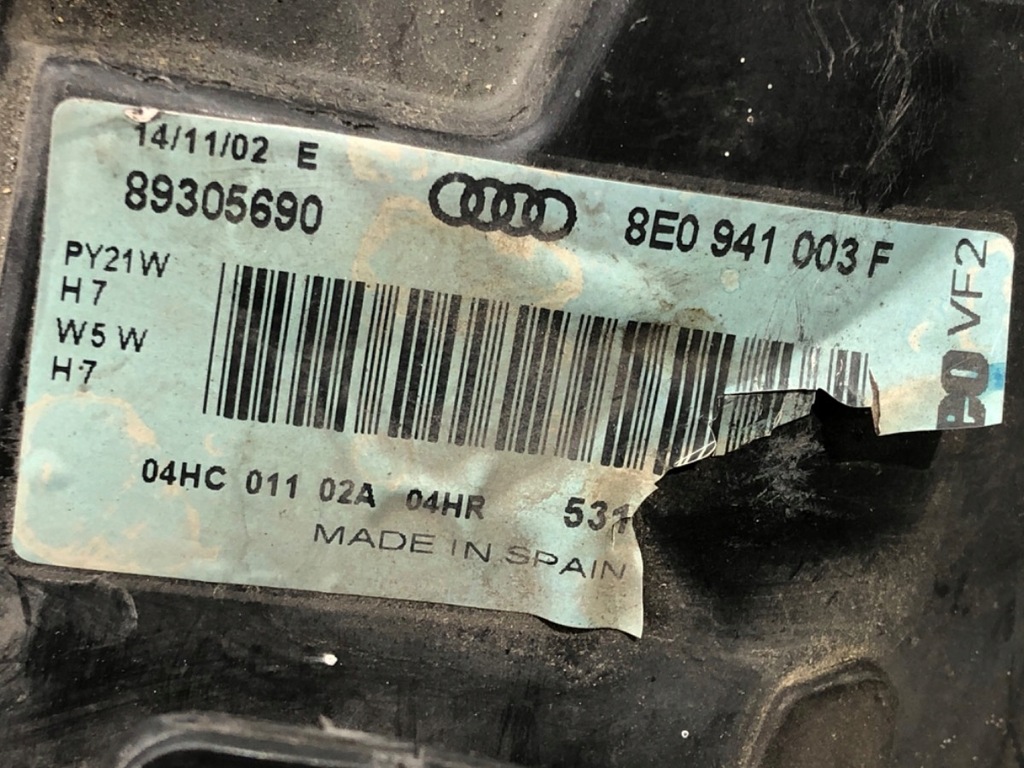 14/11/02 E
89305690
8E0 941 003 F
PY21W
H7
W5W
H7
VF2
04HC 011 02A 04HR 531
MADE IN SPAIN